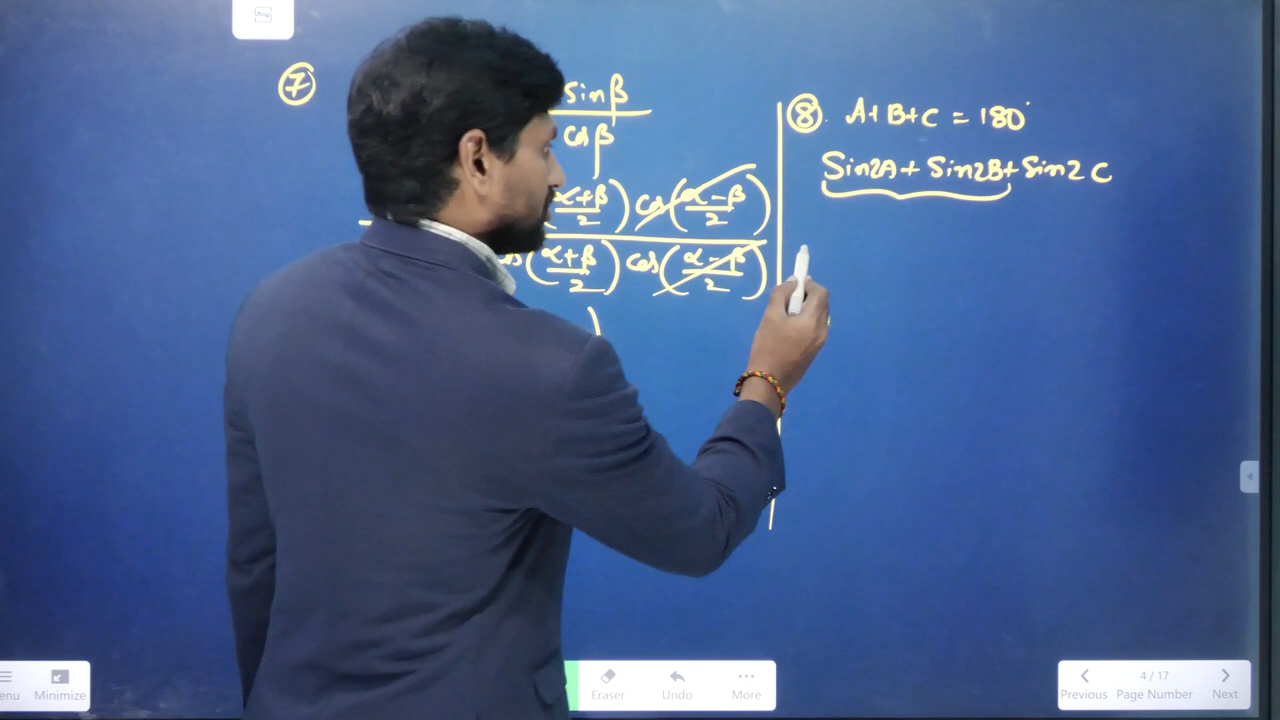 ⑦
Sinβ
cosβ
(α+β/2) cos(α-β/2)
cos(α+β/2) cos(α-β/2)
⑧. A+B+C = 180°
Sin2A + Sin2B + Sin2C
Minimize
Eraser
Undo
More
4 / 17
Previous
Page Number
Next